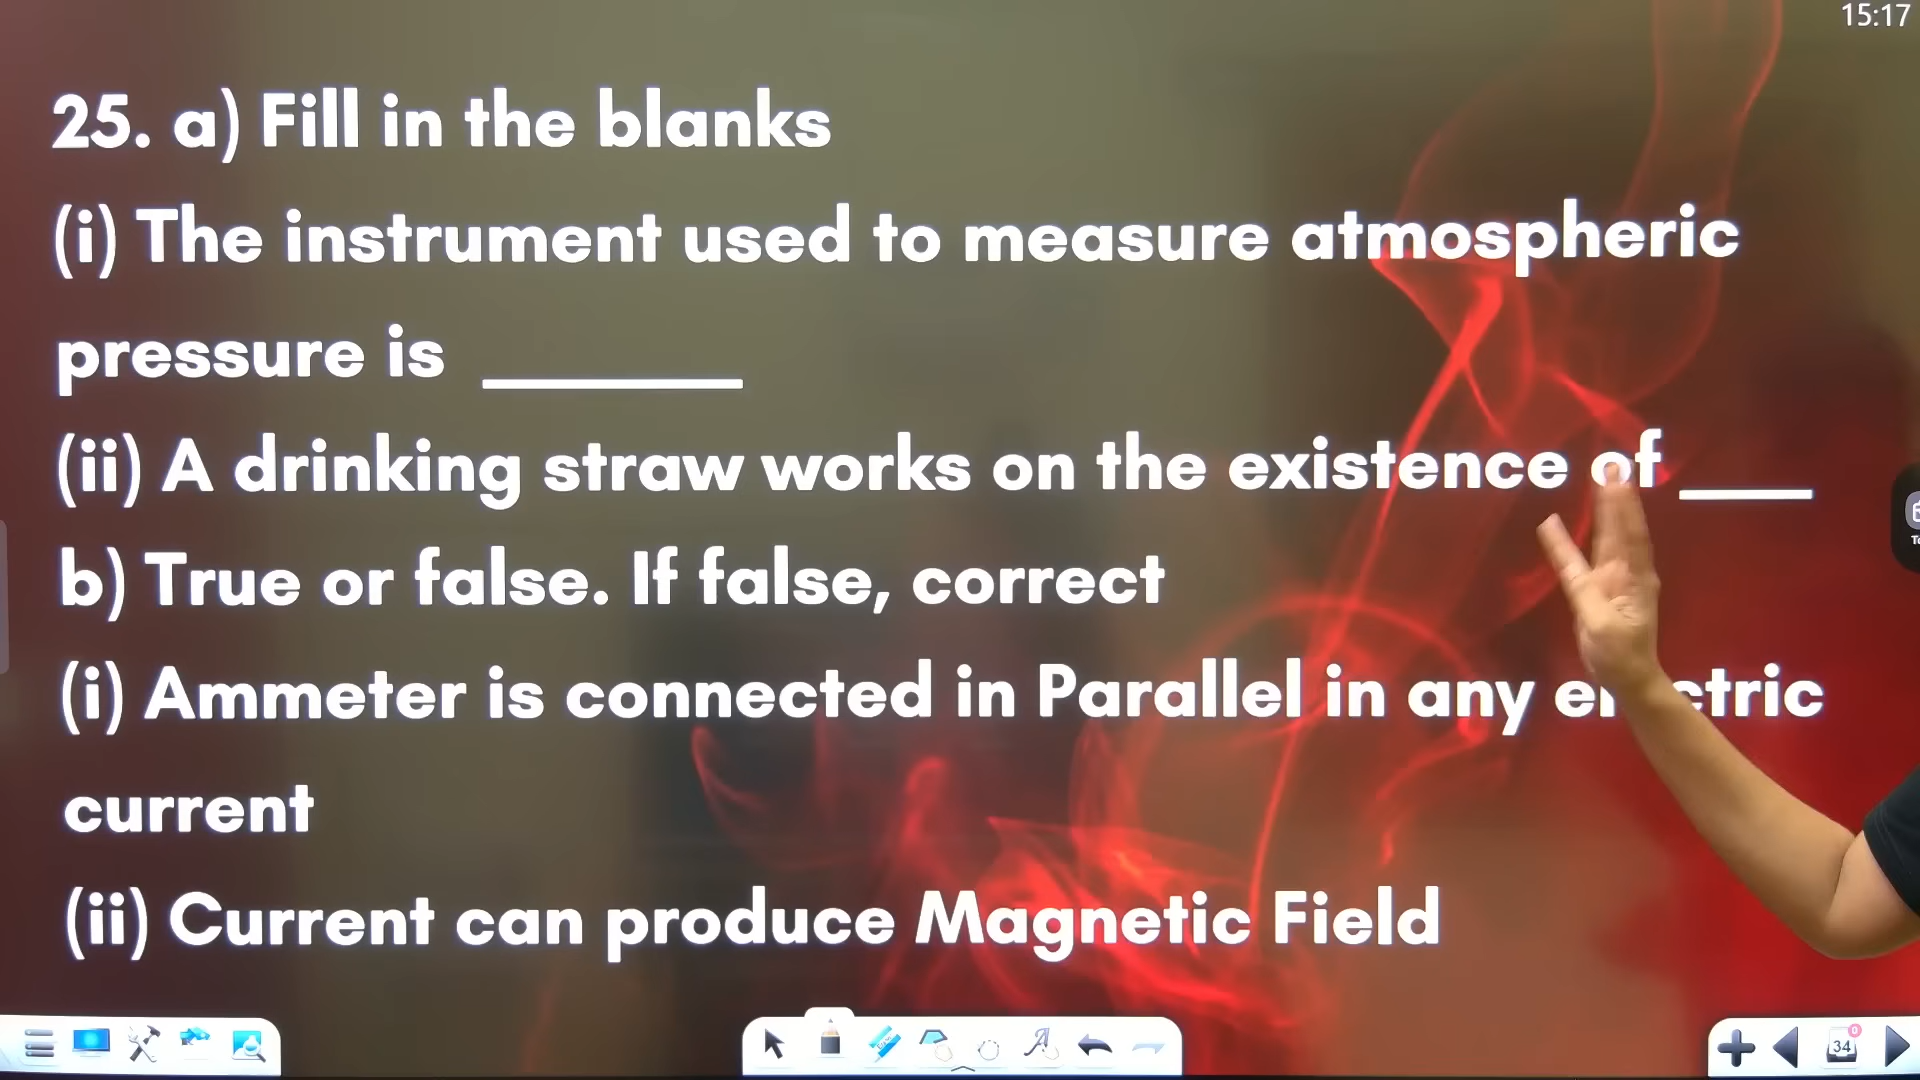 15:17
25. a) Fill in the blanks
(i) The instrument used to measure atmospheric
pressure is ________
(ii) A drinking straw works on the existence of ____
b) True or false. If false, correct
(i) Ammeter is connected in Parallel in any
current
(ii) Current can produce Magnetic Field
0
34